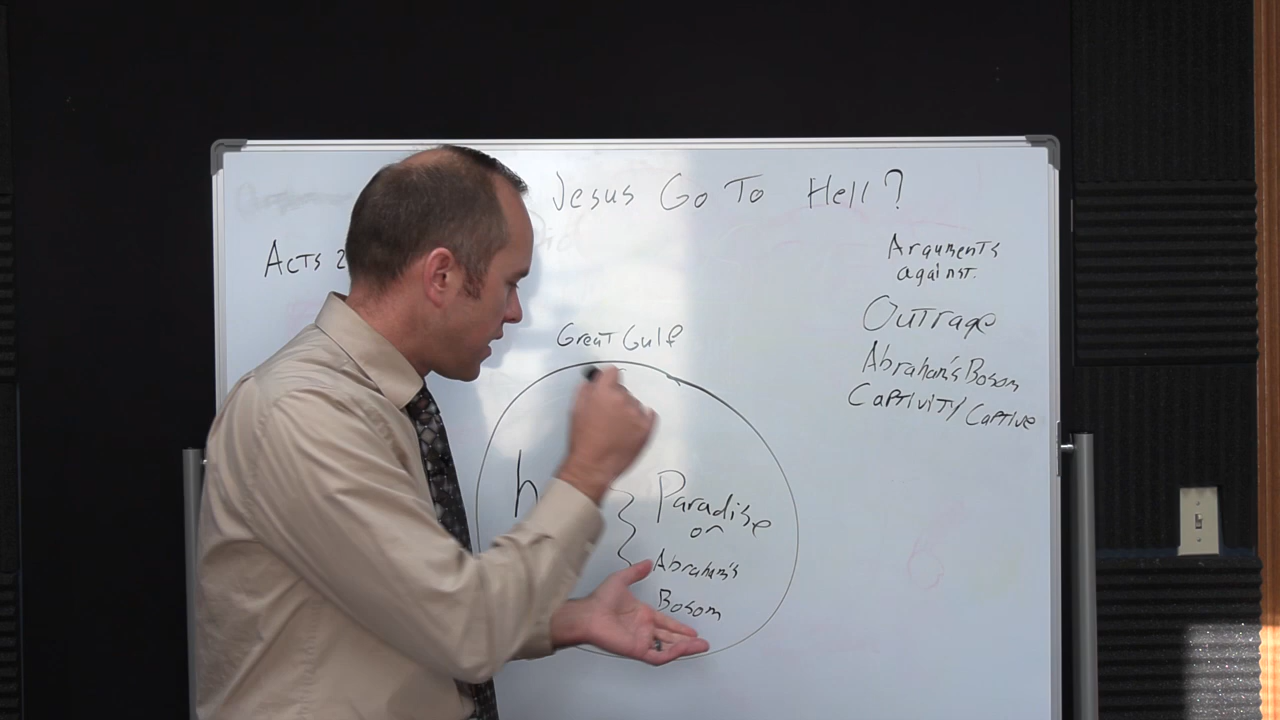 Jesus Go To Hell?
Acts 2
Arguments
against.
Outrage
Abraham's Bosom
Captivity/Captive
Great Gulf
h
Paradise
or
Abraham's
Bosom